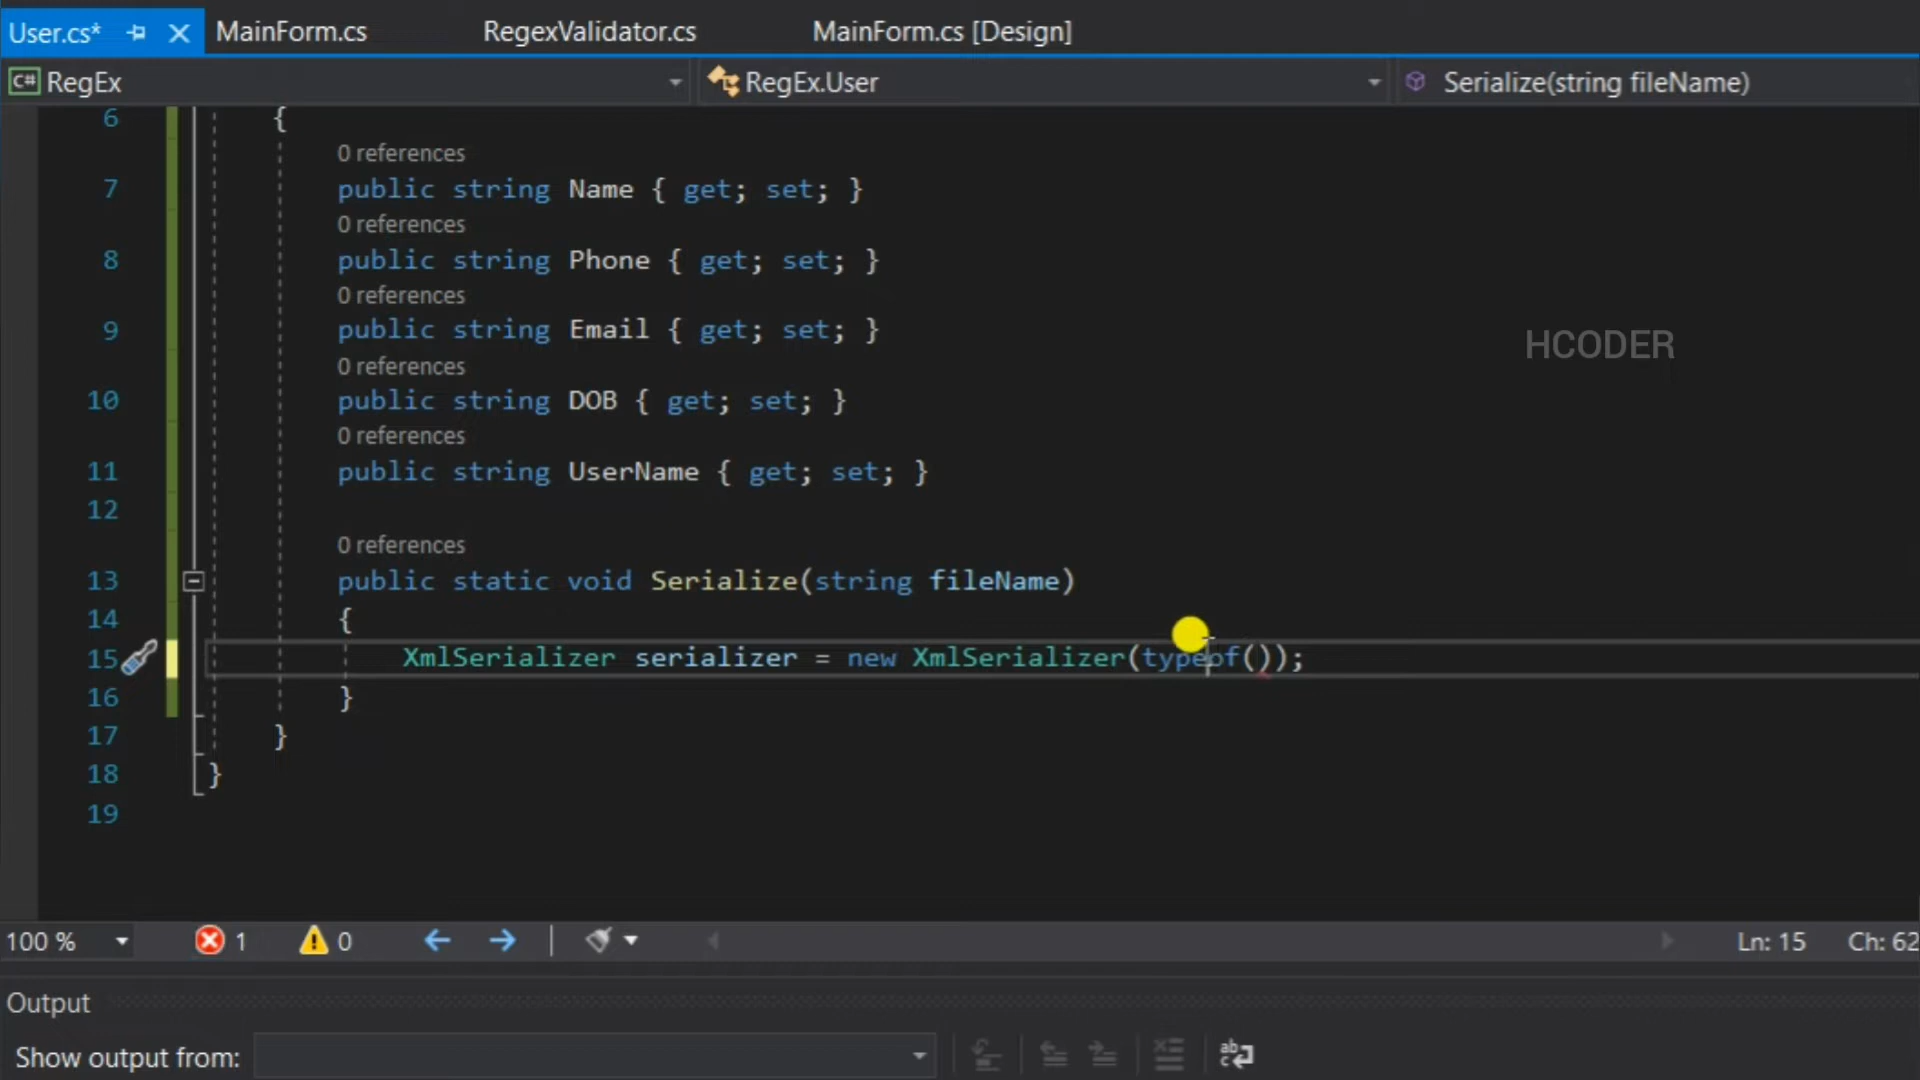 User.cs* MainForm.cs RegexValidator.cs MainForm.cs [Design]
C# RegEx RegEx.User Serialize(string fileName)
6 {
0 references
7 public string Name { get; set; }
0 references
8 public string Phone { get; set; }
0 references
9 public string Email { get; set; }
HCODER
0 references
10 public string DOB { get; set; }
0 references
11 public string UserName { get; set; }
12
0 references
13 public static void Serialize(string fileName)
14 {
15 XmlSerializer serializer = new XmlSerializer(typeof());
16 }
17 }
18 }
19
100 % 1 0 Ln: 15 Ch: 62
Output
Show output from: